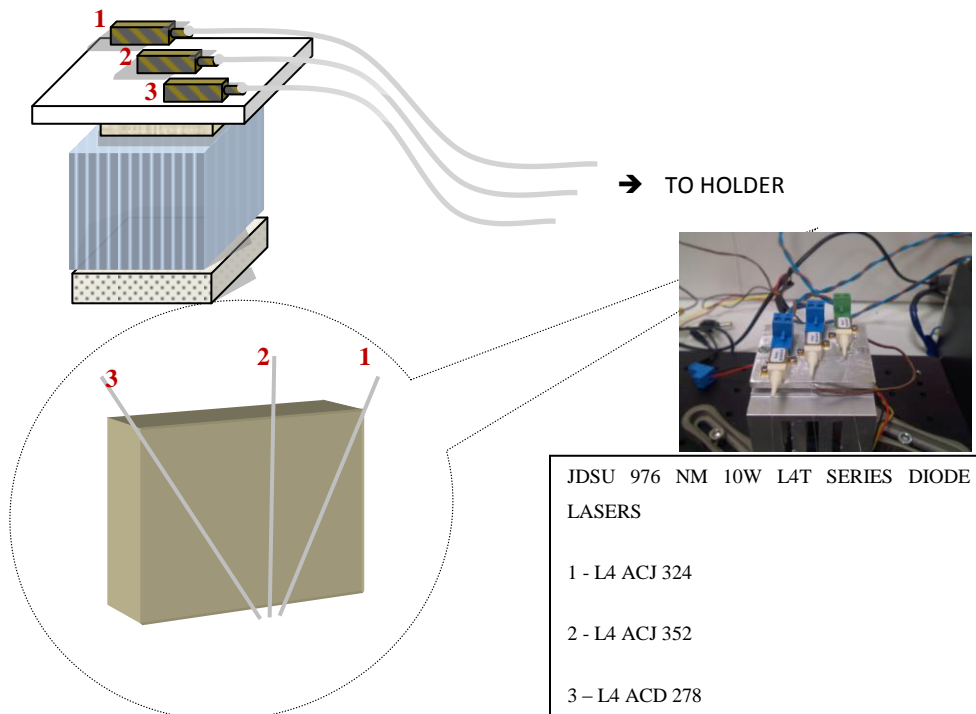 1
2
3
➔ TO HOLDER
3
2
1
JDSU 976 NM 10W L4T SERIES DIODE
LASERS
1 - L4 ACJ 324
2 - L4 ACJ 352
3 – L4 ACD 278